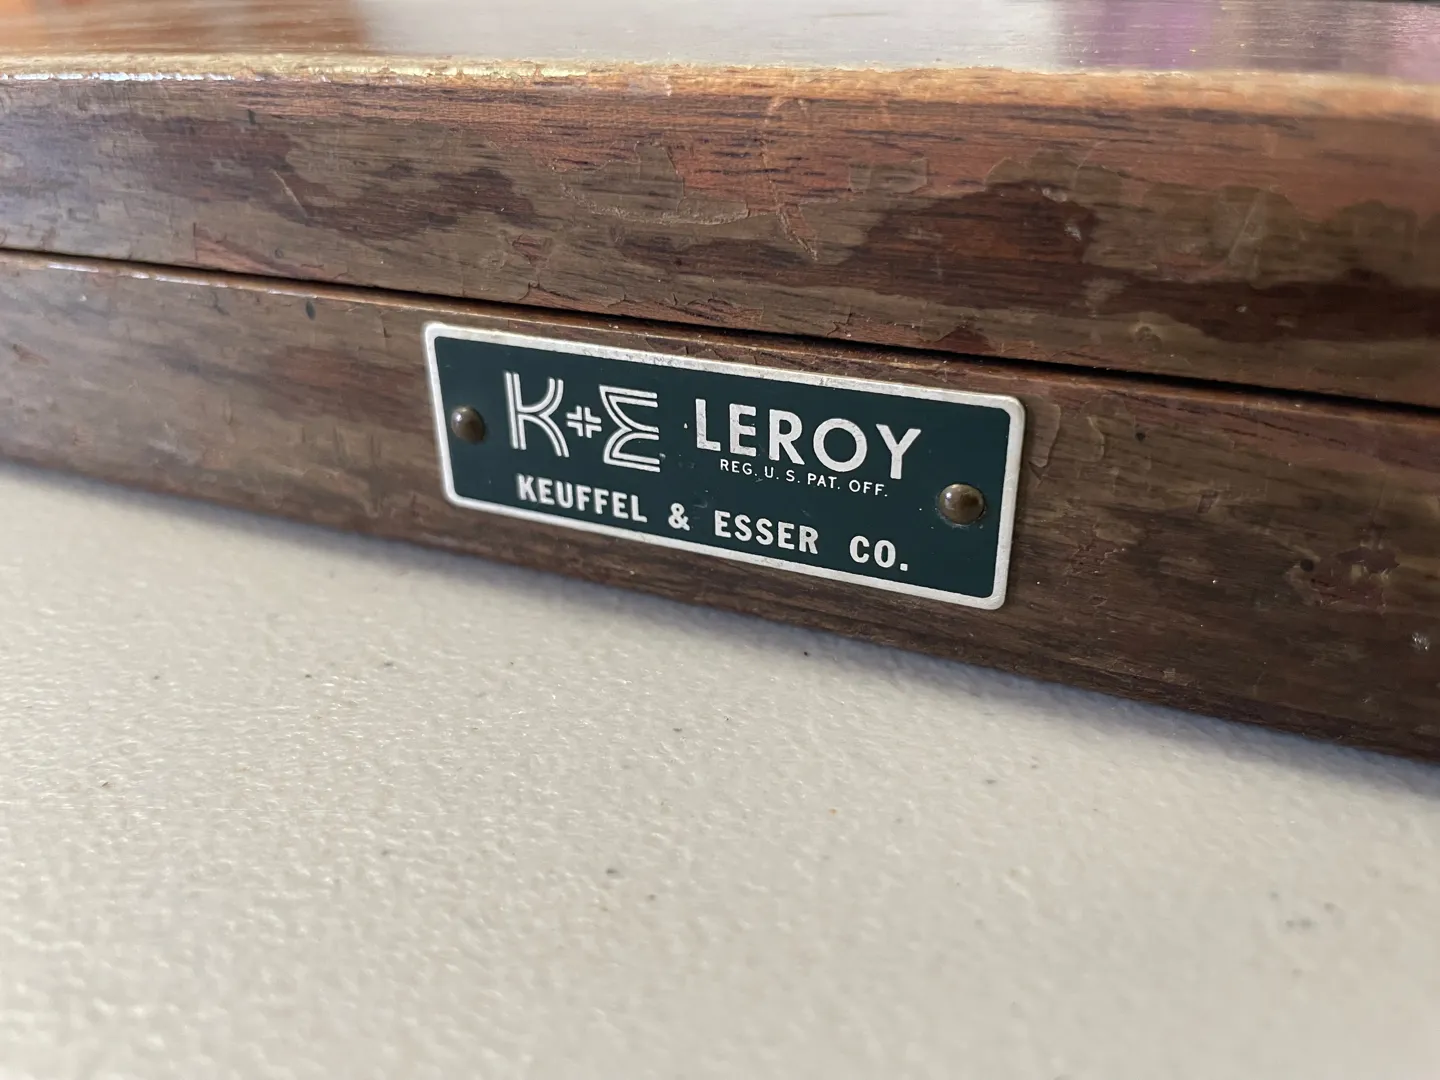 K+E LEROY
REG. U. S. PAT. OFF.
KEUFFEL & ESSER CO.